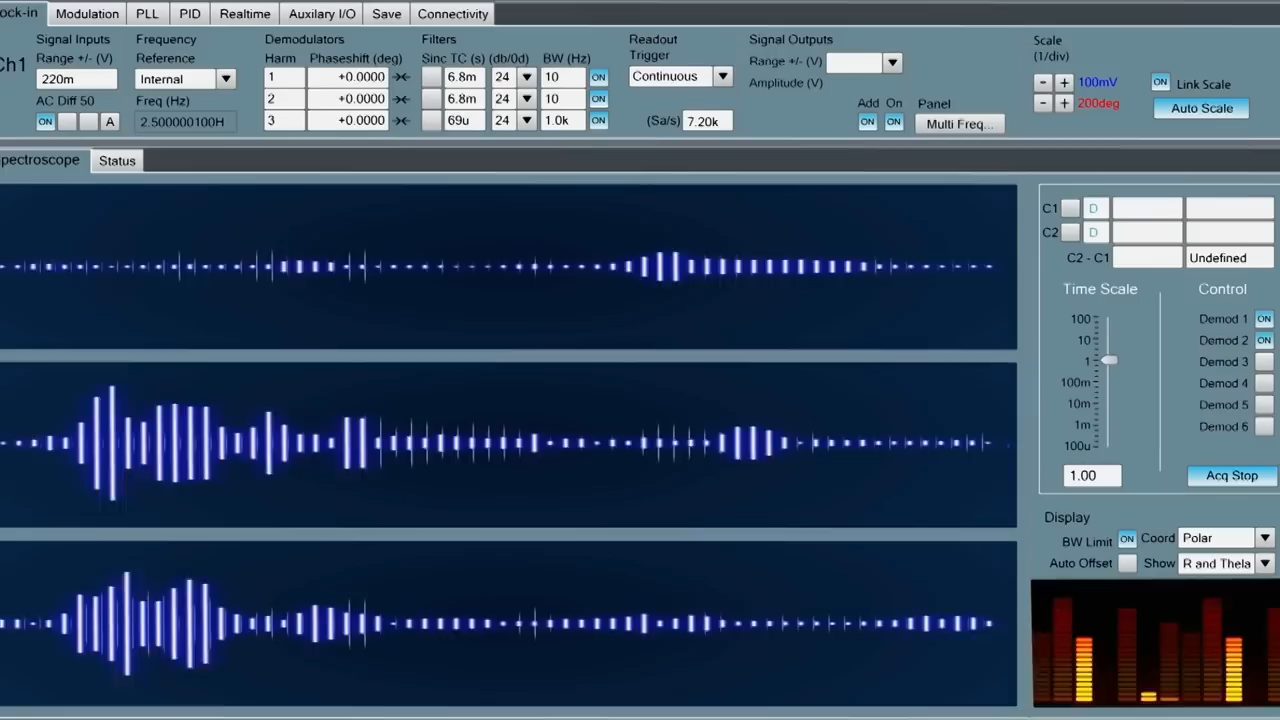 ock-in Modulation PLL PID Realtime Auxilary I/O Save Connectivity
Ch1
Signal Inputs
Range +/- (V)
220m
AC Diff 50
ON A
Frequency
Reference
Internal
Freq (Hz)
2.500000100H
Demodulators
Harm Phaseshift (deg)
1 +0.0000
2 +0.0000
3 +0.0000
Filters
Sinc TC (s) (db/0d) BW (Hz)
6.8m 24 10 ON
6.8m 24 10 ON
69u 24 1.0k ON
Readout
Trigger
Continuous
(Sa/s) 7.20k
Signal Outputs
Range +/- (V)
Amplitude (V)
Add On
ON ON
Panel
Multi Freq...
Scale
(1/div)
- + 100mV
- + 200deg
ON Link Scale
Auto Scale
pectroscope Status
C1 D
C2 D
C2 - C1 Undefined
Time Scale
100
10
1
100m
10m
1m
100u
1.00
Control
Demod 1 ON
Demod 2 ON
Demod 3
Demod 4
Demod 5
Demod 6
Acq Stop
Display
BW Limit ON Coord Polar
Auto Offset Show R and Thela